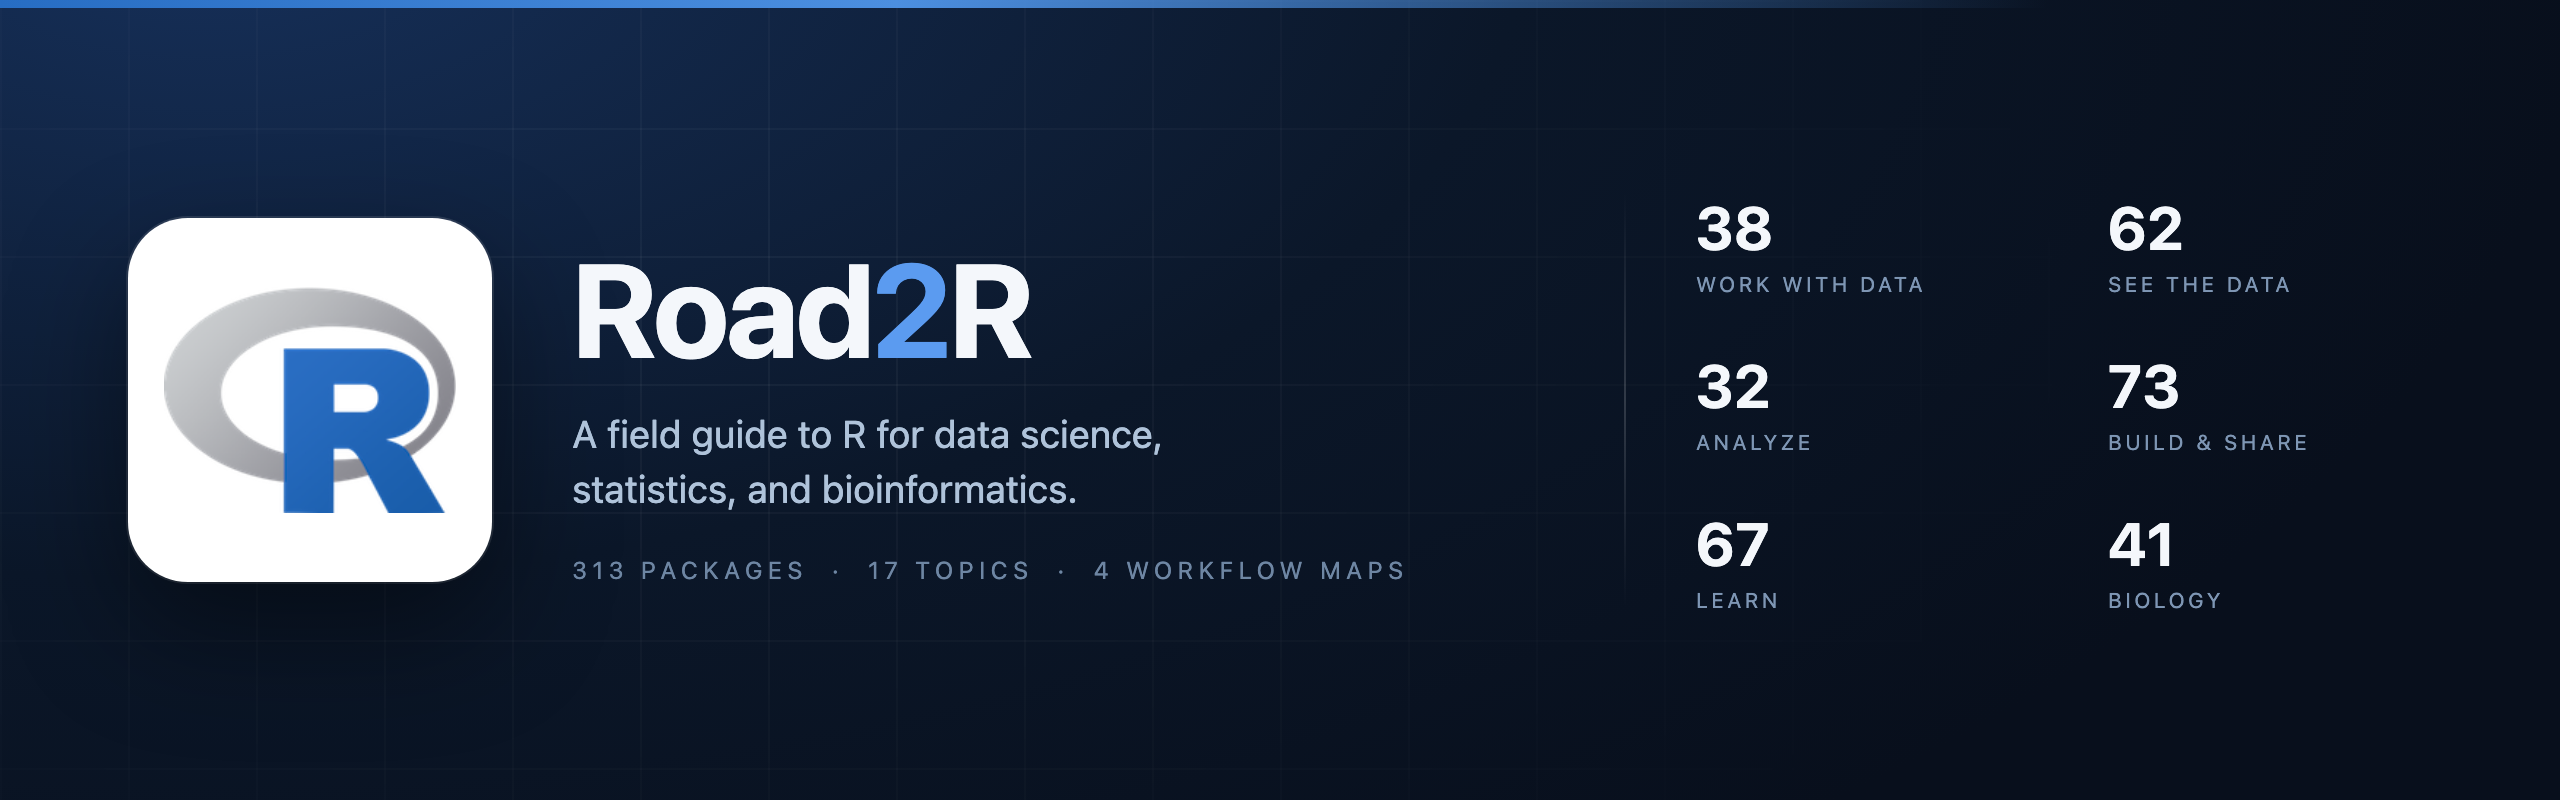 R
Road2R
A field guide to R for data science,
statistics, and bioinformatics.
313 PACKAGES · 17 TOPICS · 4 WORKFLOW MAPS
38
WORK WITH DATA
62
SEE THE DATA
32
ANALYZE
73
BUILD & SHARE
67
LEARN
41
BIOLOGY